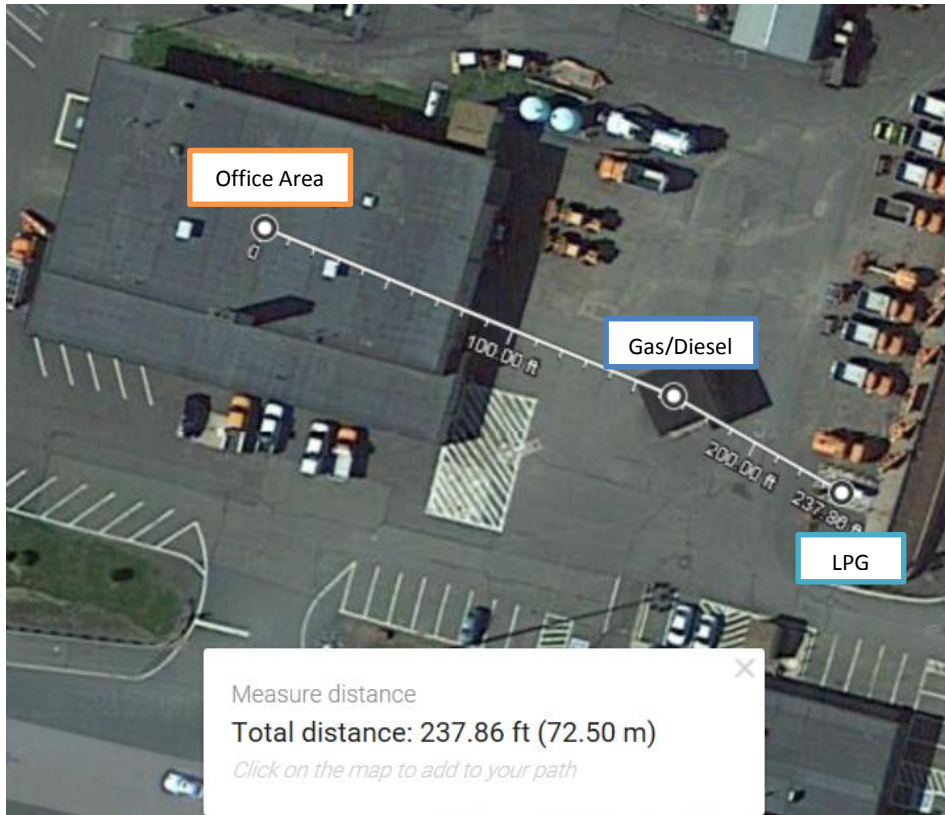 Office Area
0
100.00 ft
Gas/Diesel
200.00 ft
237.86 ft
LPG
Measure distance
Total distance: 237.86 ft (72.50 m)
Click on the map to add to your path